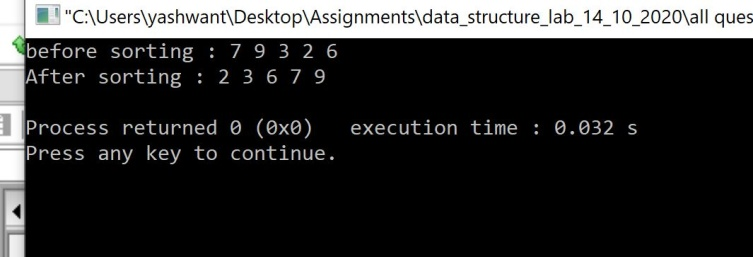 "C:\Users\yashwant\Desktop\Assignments\data_structure_lab_14_10_2020\all ques
before sorting : 7 9 3 2 6
After sorting : 2 3 6 7 9
Process returned 0 (0x0)   execution time : 0.032 s
Press any key to continue.